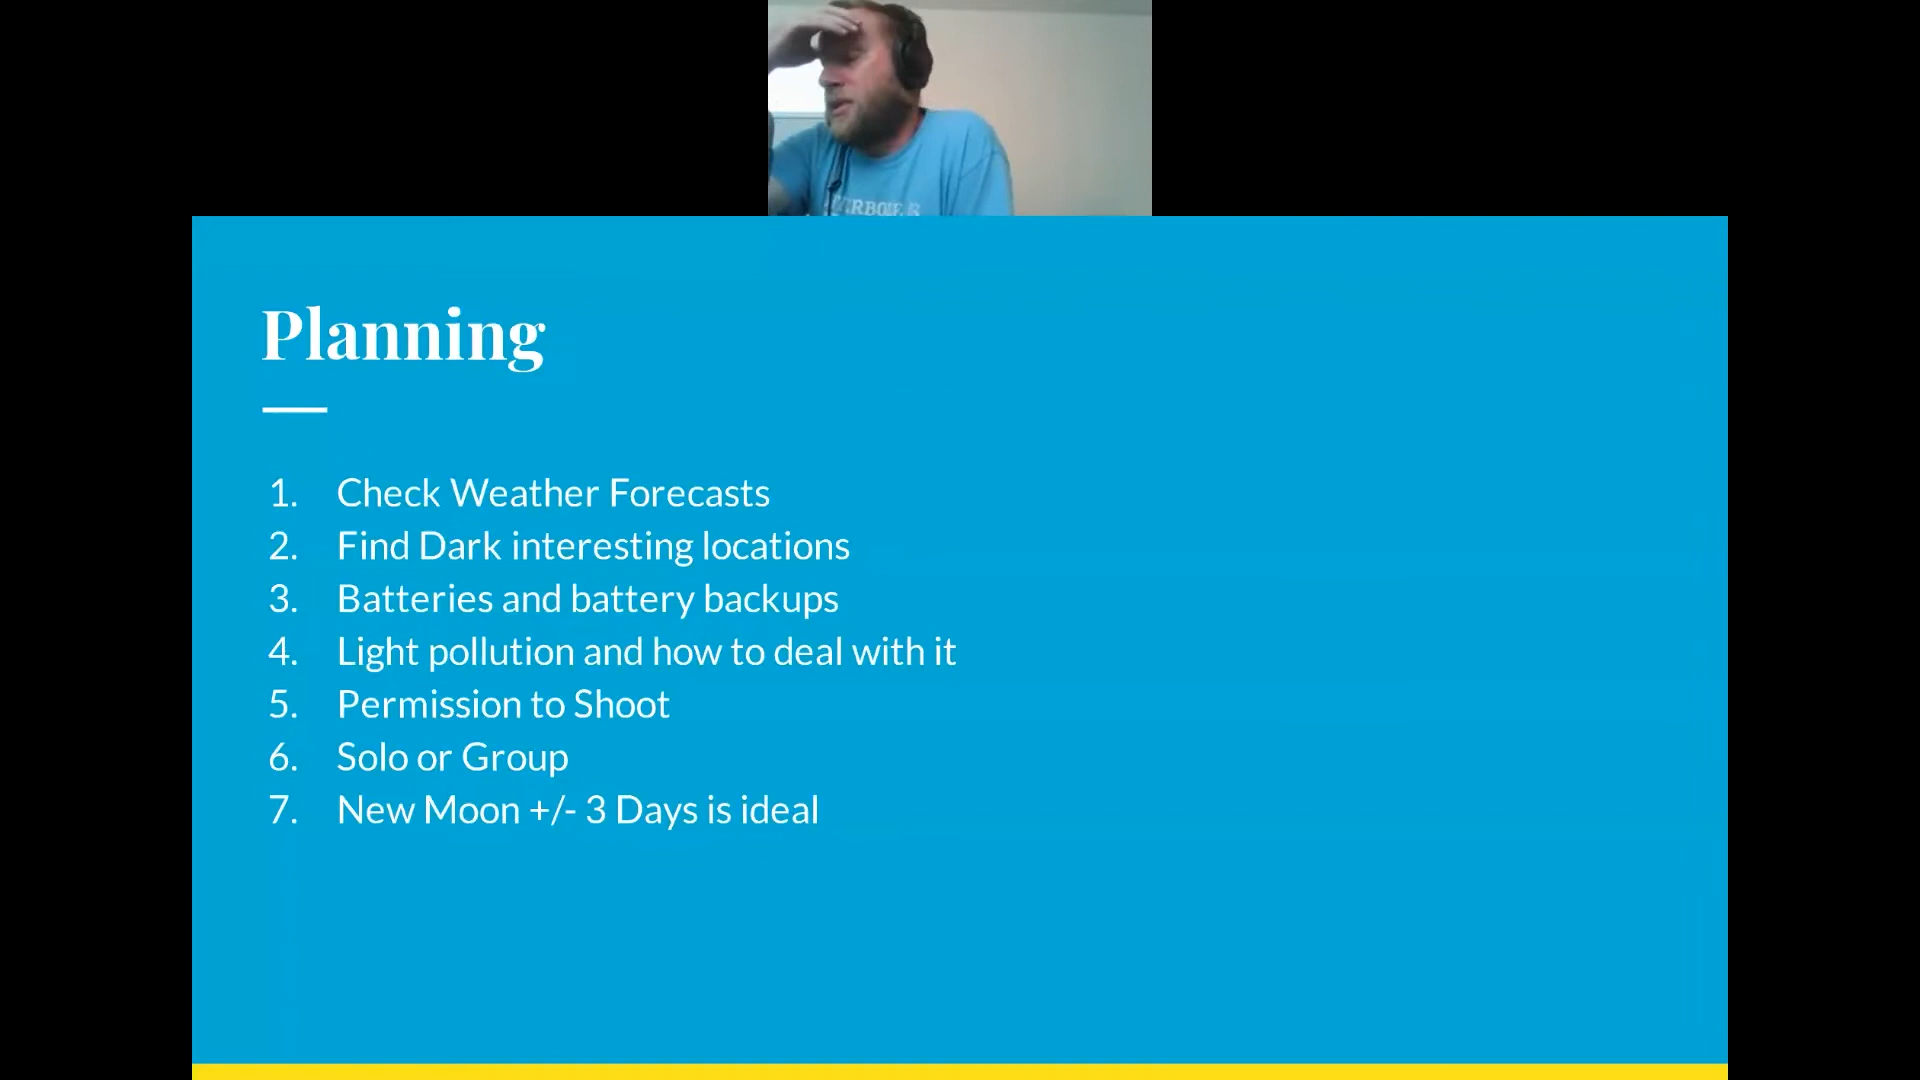 Planning
1. Check Weather Forecasts
2. Find Dark interesting locations
3. Batteries and battery backups
4. Light pollution and how to deal with it
5. Permission to Shoot
6. Solo or Group
7. New Moon +/- 3 Days is ideal